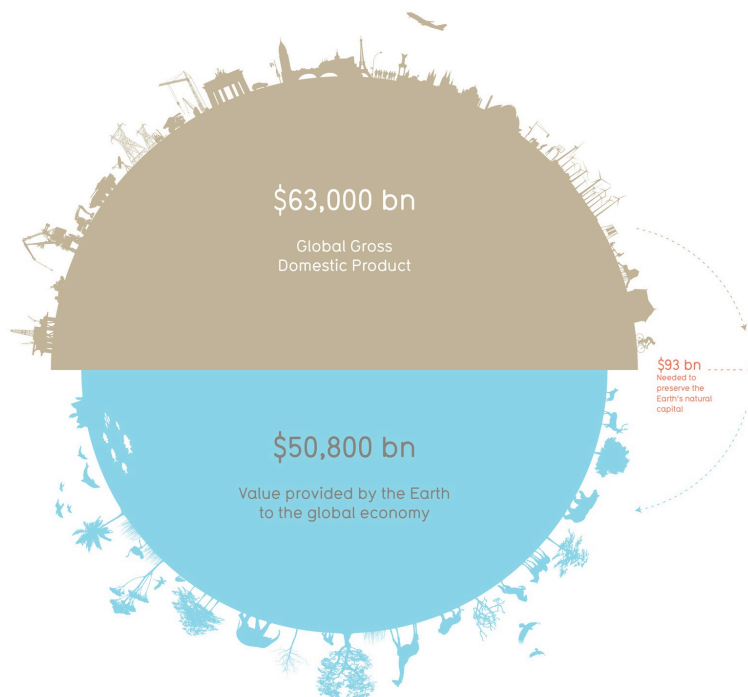 $63,000 bn
Global Gross
Domestic Product
$93 bn
Needed to
preserve the
Earth's natural
capital
$50,800 bn
Value provided by the Earth
to the global economy